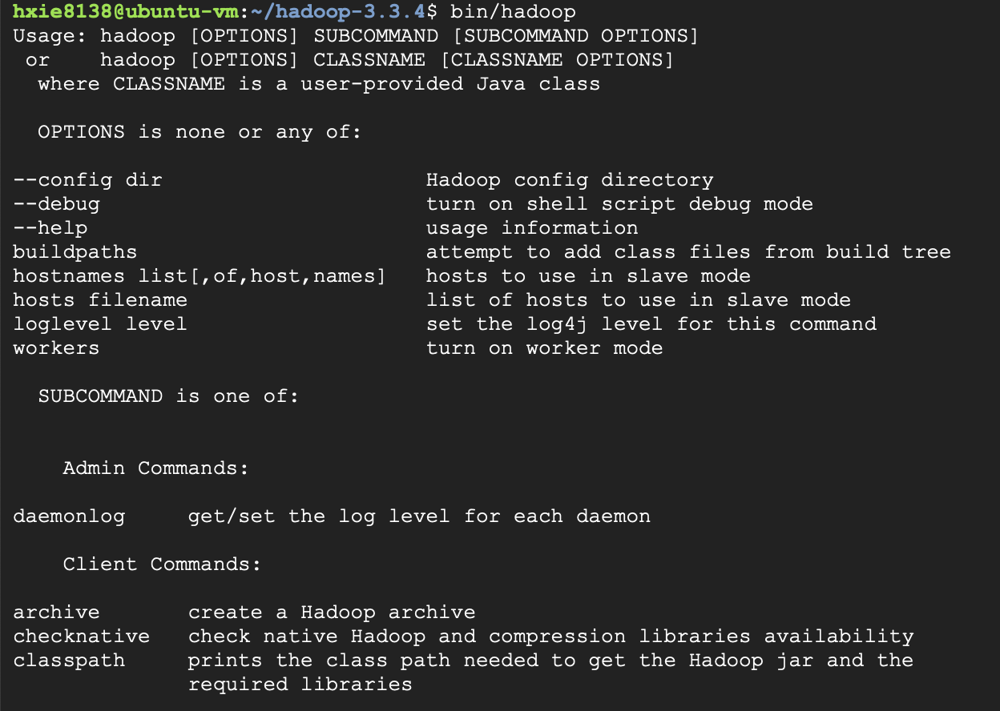 hxie8138@ubuntu-vm:~/hadoop-3.3.4$ bin/hadoop
Usage: hadoop [OPTIONS] SUBCOMMAND [SUBCOMMAND OPTIONS]
 or    hadoop [OPTIONS] CLASSNAME [CLASSNAME OPTIONS]
  where CLASSNAME is a user-provided Java class

  OPTIONS is none or any of:

--config dir                     Hadoop config directory
--debug                          turn on shell script debug mode
--help                           usage information
buildpaths                       attempt to add class files from build tree
hostnames list[,of,host,names]   hosts to use in slave mode
hosts filename                   list of hosts to use in slave mode
loglevel level                   set the log4j level for this command
workers                          turn on worker mode

  SUBCOMMAND is one of:


    Admin Commands:

daemonlog     get/set the log level for each daemon

    Client Commands:

archive       create a Hadoop archive
checknative   check native Hadoop and compression libraries availability
classpath     prints the class path needed to get the Hadoop jar and the
              required libraries